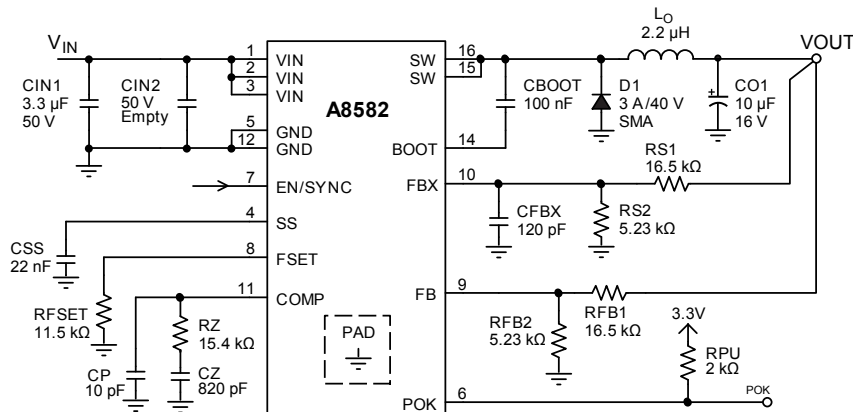 V_IN
CIN1
3.3 µF
50 V
CIN2
50 V
Empty
1
2
3
5
12
7
4
8
11
VIN
VIN
VIN
GND
GND
EN/SYNC
SS
FSET
COMP
A8582
PAD
SW
SW
BOOT
FBX
FB
POK
16
15
14
10
9
6
CSS
22 nF
RFSET
11.5 kΩ
CP
10 pF
RZ
15.4 kΩ
CZ
820 pF
CBOOT
100 nF
D1
3 A/40 V
SMA
L_O
2.2 µH
CO1
10 µF
16 V
+
VOUT
RS1
16.5 kΩ
RS2
5.23 kΩ
CFBX
120 pF
RFB2
5.23 kΩ
RFB1
16.5 kΩ
3.3V
RPU
2 kΩ
POK